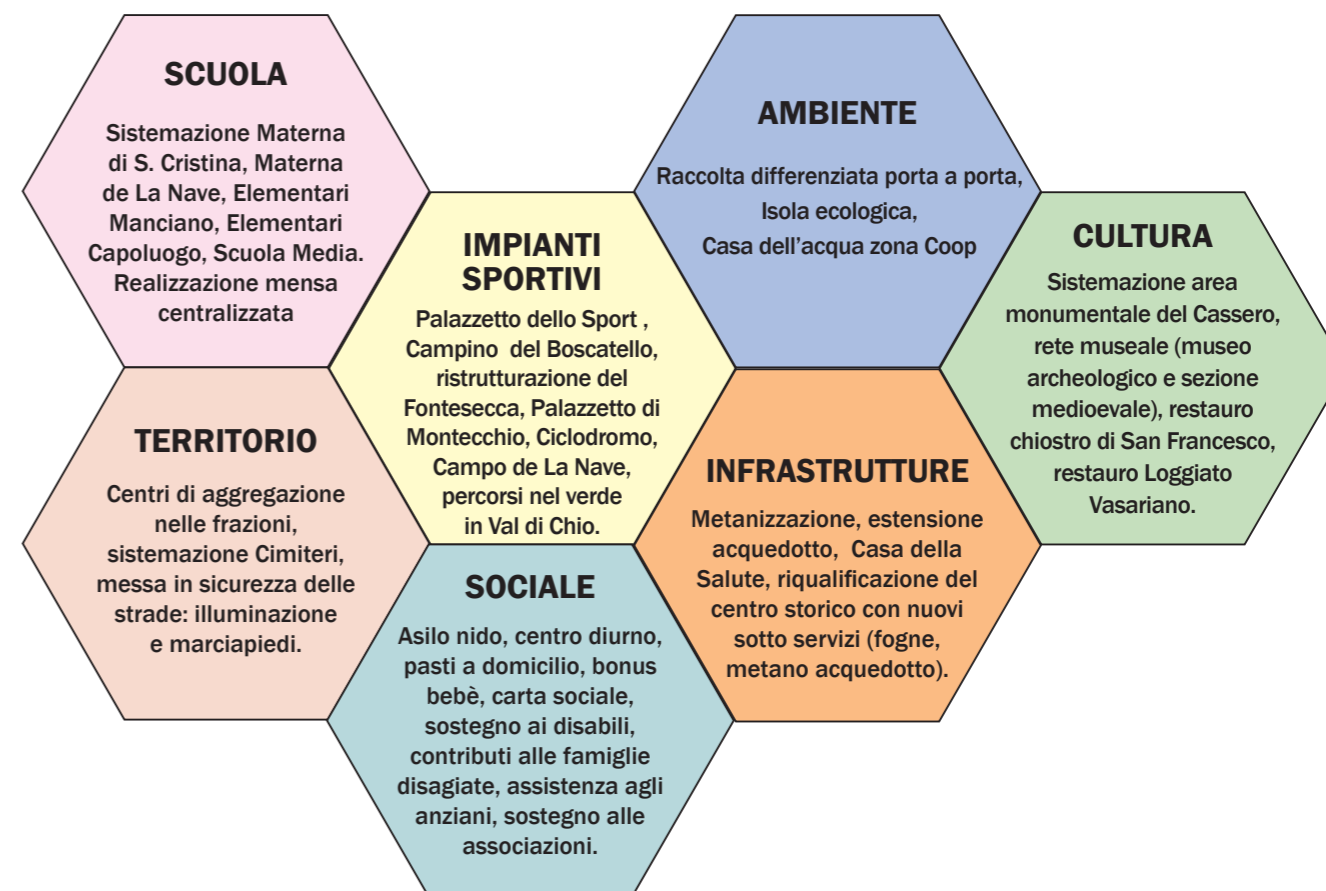 SCUOLA
Sistemazione Materna
di S. Cristina, Materna
de La Nave, Elementari
Manciano, Elementari
Capoluogo, Scuola Media.
Realizzazione mensa
centralizzata
AMBIENTE
Raccolta differenziata porta a porta,
Isola ecologica,
Casa dell'acqua zona Coop
IMPIANTI
SPORTIVI
Palazzetto dello Sport ,
Campino del Boscatello,
ristrutturazione del
Fontesecca, Palazzetto di
Montecchio, Ciclodromo,
Campo de La Nave,
percorsi nel verde
in Val di Chio.
CULTURA
Sistemazione area
monumentale del Cassero,
rete museale (museo
archeologico e sezione
medioevale), restauro
chiostro di San Francesco,
restauro Loggiato
Vasariano.
TERRITORIO
Centri di aggregazione
nelle frazioni,
sistemazione Cimiteri,
messa in sicurezza delle
strade: illuminazione
e marciapiedi.
INFRASTRUTTURE
Metanizzazione, estensione
acquedotto, Casa della
Salute, riqualificazione del
centro storico con nuovi
sotto servizi (fogne,
metano acquedotto).
SOCIALE
Asilo nido, centro diurno,
pasti a domicilio, bonus
bebè, carta sociale,
sostegno ai disabili,
contributi alle famiglie
disagiate, assistenza agli
anziani, sostegno alle
associazioni.